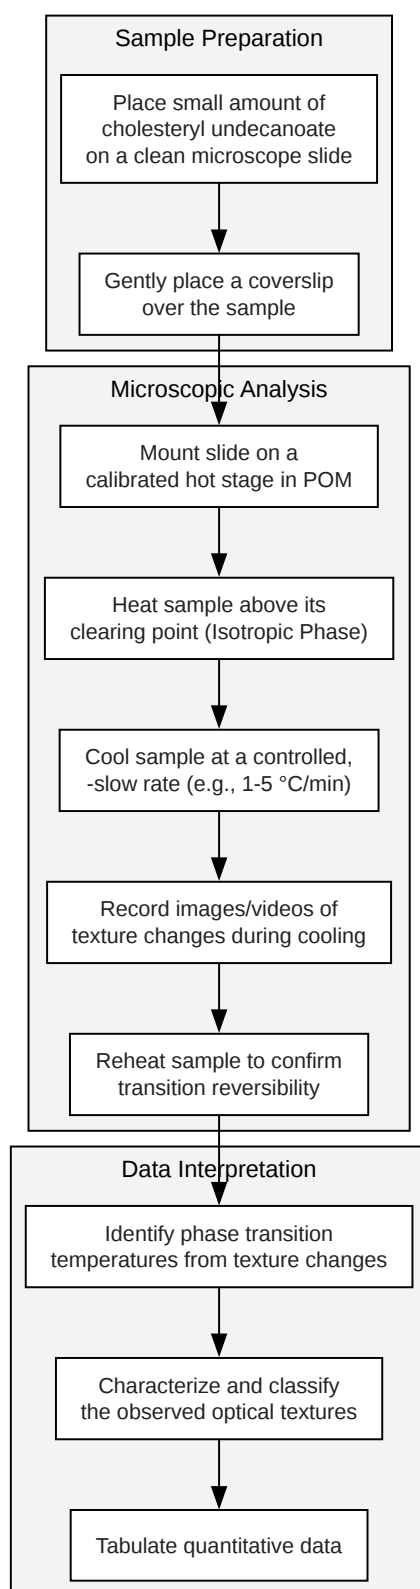 Sample Preparation
Place small amount of
cholesteryl undecanoate
on a clean microscope slide
Gently place a coverslip
over the sample
Microscopic Analysis
Mount slide on a
calibrated hot stage in POM
Heat sample above its
clearing point (Isotropic Phase)
Cool sample at a controlled,
-slow rate (e.g., 1-5 °C/min)
Record images/videos of
texture changes during cooling
Reheat sample to confirm
transition reversibility
Data Interpretation
Identify phase transition
temperatures from texture changes
Characterize and classify
the observed optical textures
Tabulate quantitative data